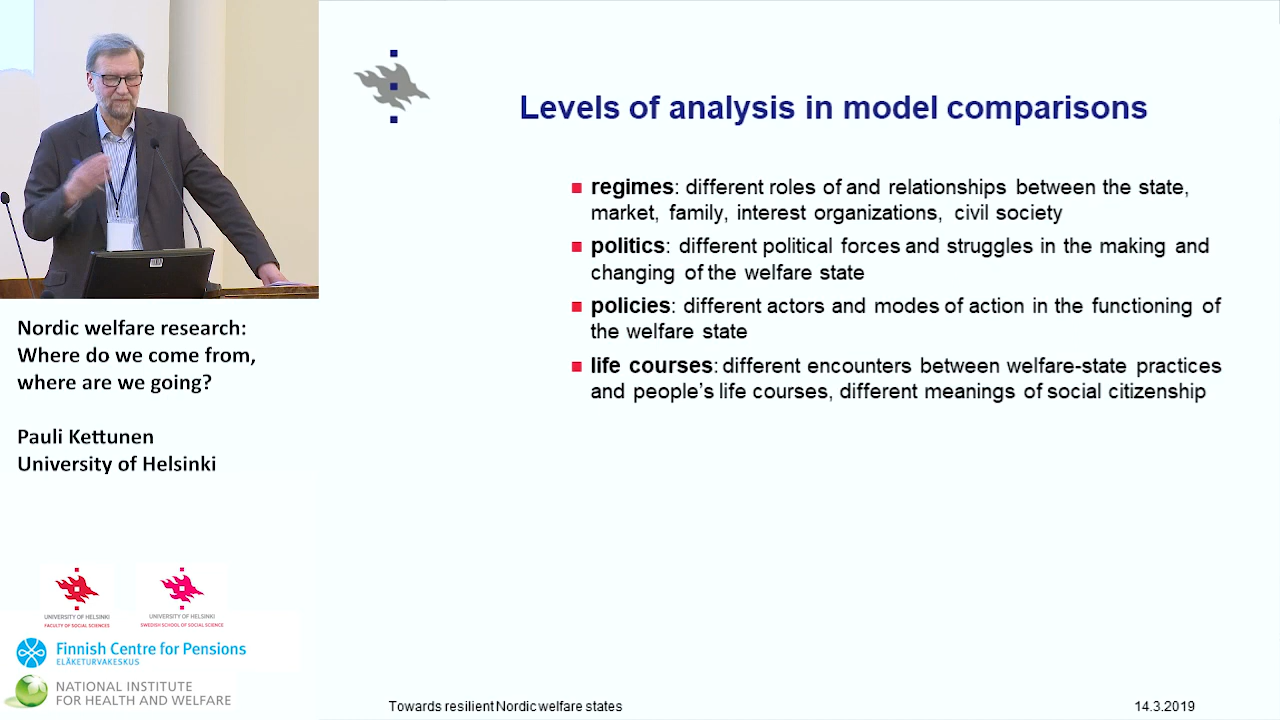 Levels of analysis in model comparisons
regimes: different roles of and relationships between the state,
market, family, interest organizations, civil society
politics: different political forces and struggles in the making and
changing of the welfare state
policies: different actors and modes of action in the functioning of
the welfare state
life courses: different encounters between welfare-state practices
and people's life courses, different meanings of social citizenship
Nordic welfare research:
Where do we come from,
where are we going?
Pauli Kettunen
University of Helsinki
UNIVERSITY OF HELSINKI
FACULTY OF SOCIAL SCIENCES
UNIVERSITY OF HELSINKI
SWEDISH SCHOOL OF SOCIAL SCIENCE
Finnish Centre for Pensions
ELÄKETURVAKESKUS
NATIONAL INSTITUTE
FOR HEALTH AND WELFARE
Towards resilient Nordic welfare states
14.3.2019